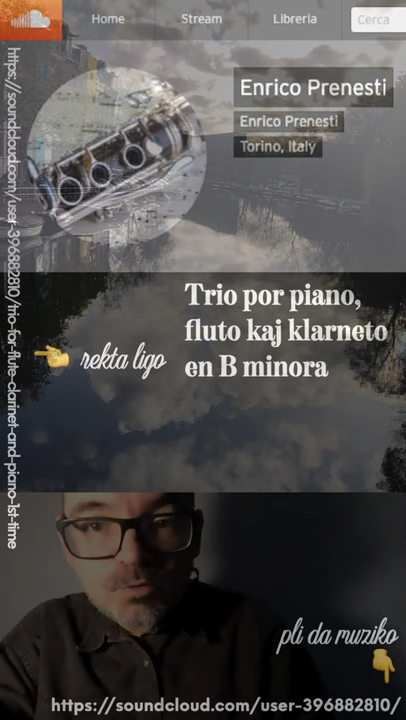 Home Stream Libreria Cerca
Enrico Prenesti
Enrico Prenesti
Torino, Italy
https://soundcloud.com/user-396882810/trio-for-flute-clarinet-and-piano-1st-time
Trio por piano,
fluto kaj klarneto
en B minora
rekta ligo
pli da muziko
https://soundcloud.com/user-396882810/